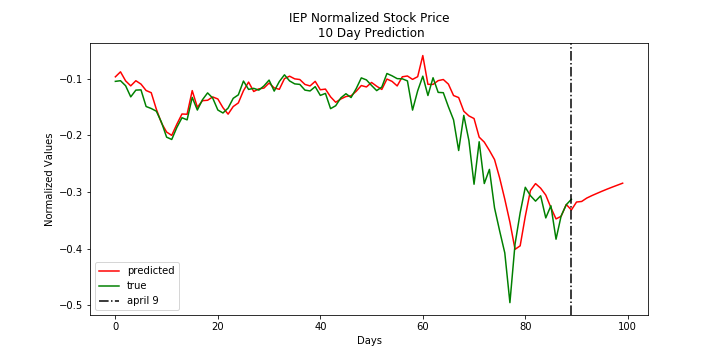 IEP Normalized Stock Price
10 Day Prediction
Normalized Values
−0.1
−0.2
−0.3
−0.4
−0.5
predicted
true
april 9
0 20 40 60 80 100
Days